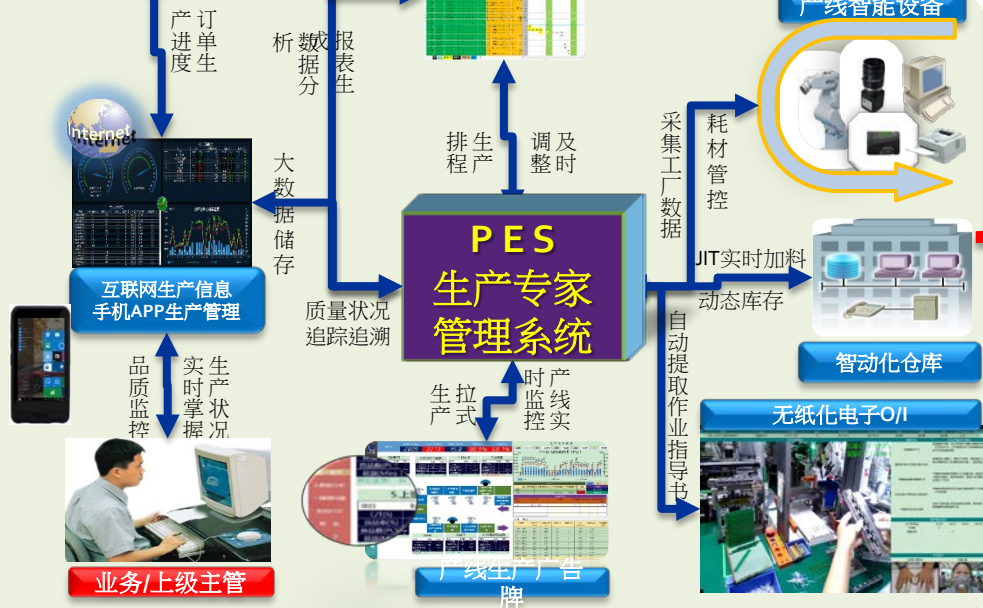 产线智能设备
订单生
产进度
报表生
成
数据分
析
Internet
大数据储存
生产
排程
及时
调整
采集工厂数据
耗材管控
PES
生产专家
管理系统
JIT实时加料
动态库存
互联网生产信息
手机APP生产管理
质量状况
追踪追溯
智动化仓库
自动提取作业指导书
无纸化电子O/I
品质监控
生产状况
实时掌握
拉式
生产
产线实
时监控
业务/上级主管
产线生产广告
牌